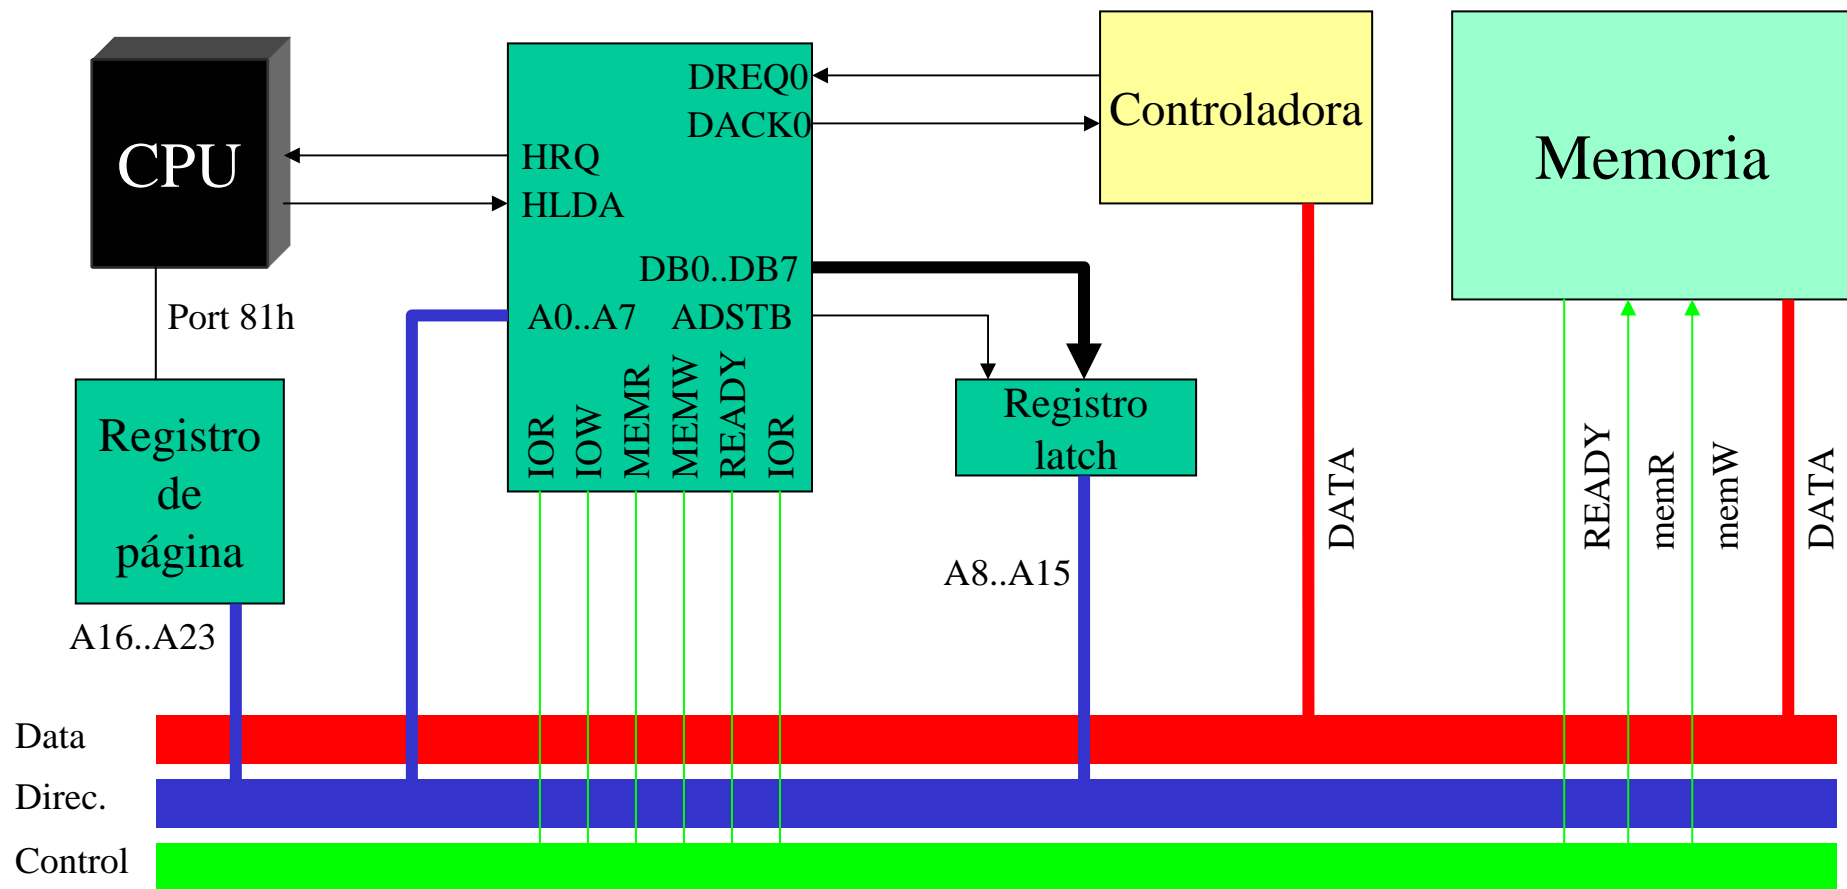 CPU
Port 81h
Registro
de
página
A16..A23
DREQ0
DACK0
HRQ
HLDA
DB0..DB7
A0..A7
ADSTB
IOR
IOW
MEMR
MEMW
READY
IOR
Controladora
Registro
latch
A8..A15
DATA
Memoria
READY
memR
memW
DATA
Data
Direc.
Control